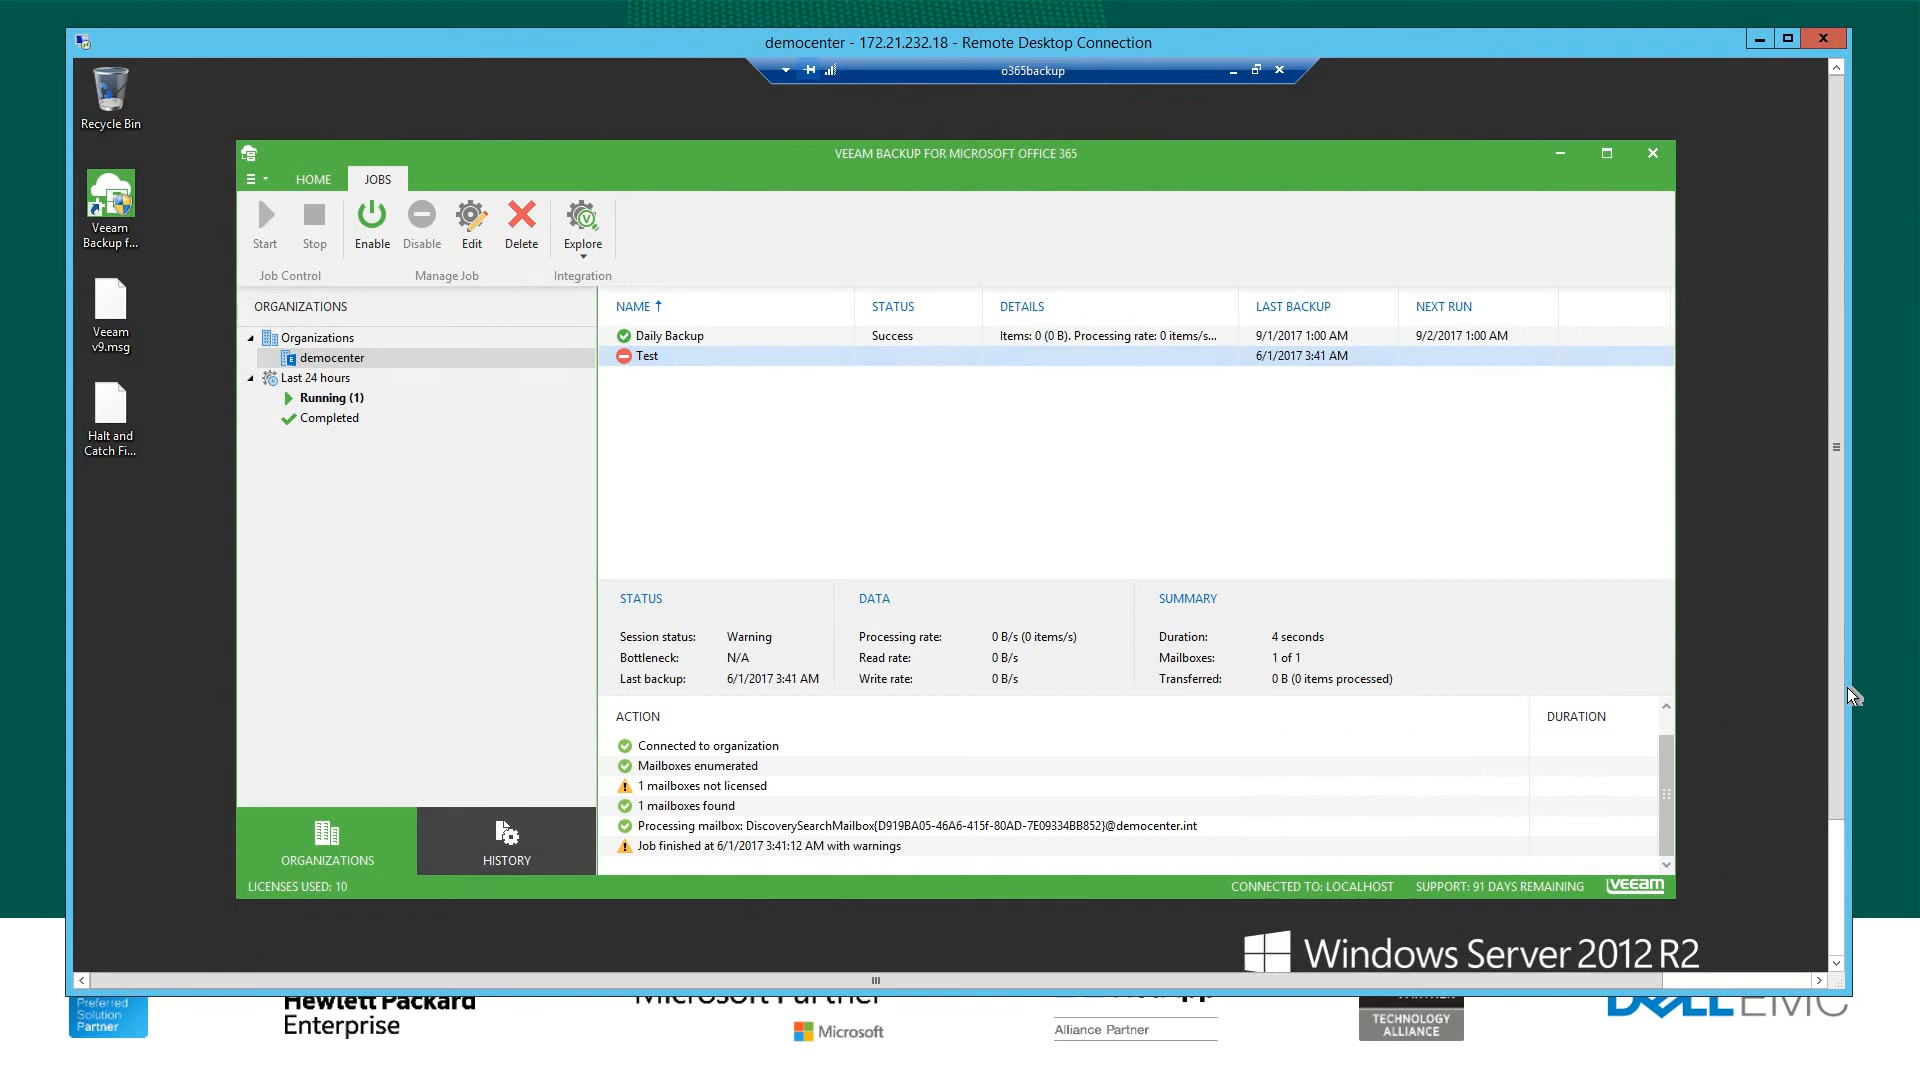 democenter - 172.21.232.18 - Remote Desktop Connection
o365backup
Recycle Bin
Veeam
Backup f...
Veeam
v9.msg
Halt and
Catch Fi...
VEEAM BACKUP FOR MICROSOFT OFFICE 365
HOME
JOBS
Start
Stop
Enable
Disable
Edit
Delete
Explore
Job Control
Manage Job
Integration
ORGANIZATIONS
Organizations
democenter
Last 24 hours
Running (1)
Completed
NAME STATUS DETAILS LAST BACKUP NEXT RUN
Daily Backup Success Items: 0 (0 B). Processing rate: 0 items/s... 9/1/2017 1:00 AM 9/2/2017 1:00 AM
Test 6/1/2017 3:41 AM
STATUS
Session status: Warning
Bottleneck: N/A
Last backup: 6/1/2017 3:41 AM
DATA
Processing rate: 0 B/s (0 items/s)
Read rate: 0 B/s
Write rate: 0 B/s
SUMMARY
Duration: 4 seconds
Mailboxes: 1 of 1
Transferred: 0 B (0 items processed)
ACTION DURATION
Connected to organization
Mailboxes enumerated
1 mailboxes not licensed
1 mailboxes found
Processing mailbox: DiscoverySearchMailbox{D919BA05-46A6-415f-80AD-7E09334BB852}@democenter.int
Job finished at 6/1/2017 3:41:12 AM with warnings
ORGANIZATIONS
HISTORY
LICENSES USED: 10
CONNECTED TO: LOCALHOST
SUPPORT: 91 DAYS REMAINING
veeam
Windows Server 2012 R2
Preferred
Solution
Partner
Hewlett Packard
Enterprise
Microsoft Partner
Microsoft
Alliance Partner
TECHNOLOGY
ALLIANCE
DELL EMC